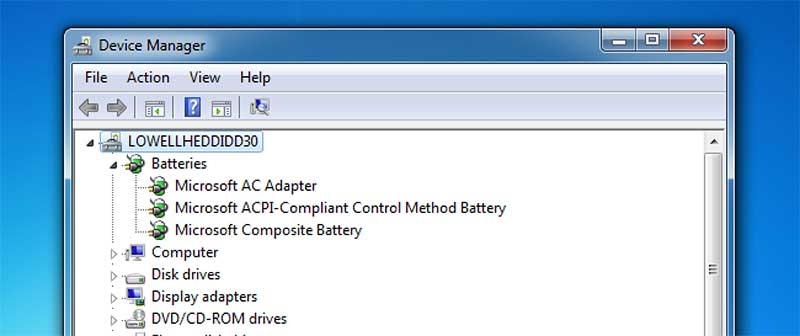 Device Manager
File Action View Help
LOWELLHEDDIDD30
Batteries
Microsoft AC Adapter
Microsoft ACPI-Compliant Control Method Battery
Microsoft Composite Battery
Computer
Disk drives
Display adapters
DVD/CD-ROM drives